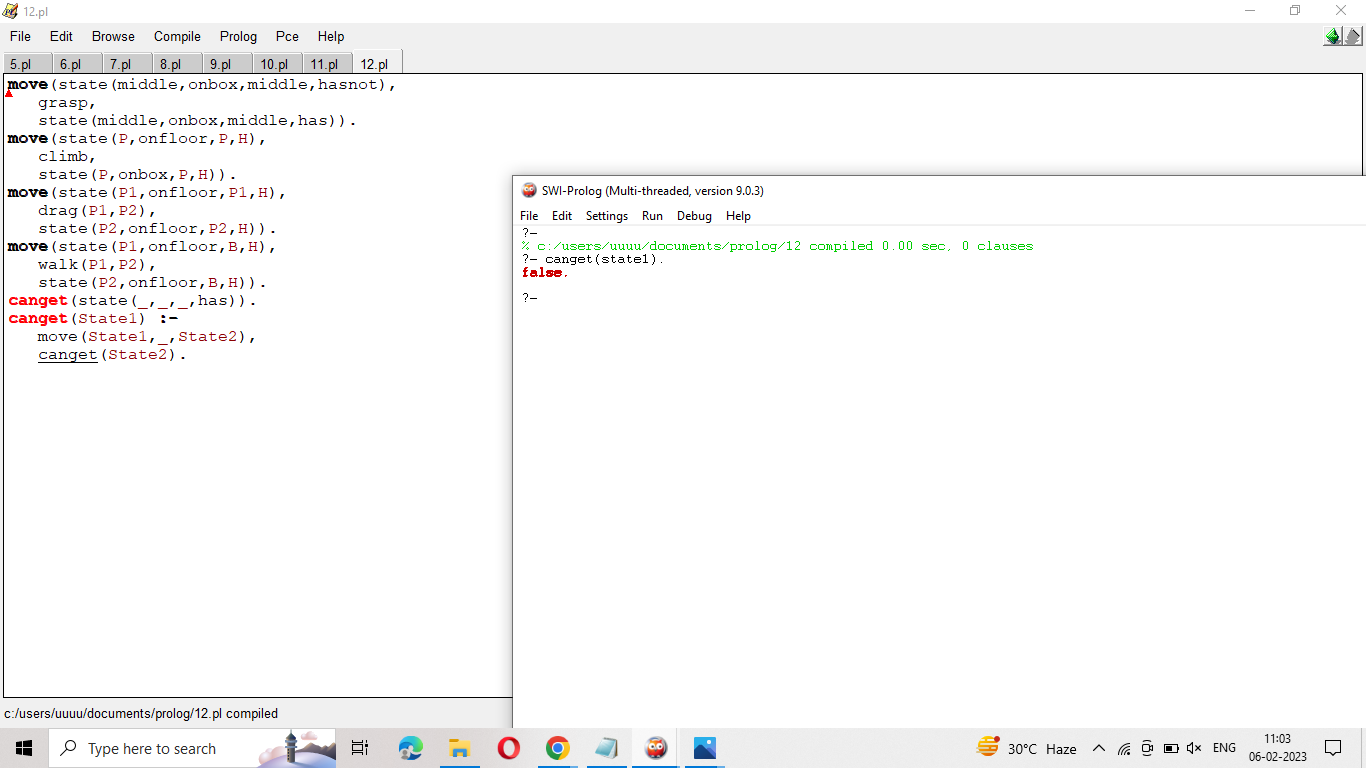 12.pl
File Edit Browse Compile Prolog Pce Help
5.pl 6.pl 7.pl 8.pl 9.pl 10.pl 11.pl 12.pl
move(state(middle,onbox,middle,hasnot),
grasp,
state(middle,onbox,middle,has)).
move(state(P,onfloor,P,H),
climb,
state(P,onbox,P,H)).
move(state(P1,onfloor,P1,H),
drag(P1,P2),
state(P2,onfloor,P2,H)).
move(state(P1,onfloor,B,H),
walk(P1,P2),
state(P2,onfloor,B,H)).
canget(state(_,_,_,has)).
canget(State1) :-
move(State1,_,State2),
canget(State2).
SWI-Prolog (Multi-threaded, version 9.0.3)
File Edit Settings Run Debug Help
?-
% c:/users/uuuu/documents/prolog/12 compiled 0.00 sec, 0 clauses
?- canget(state1).
false.
?-
c:/users/uuuu/documents/prolog/12.pl compiled
Type here to search
30°C Haze
ENG
11:03
06-02-2023